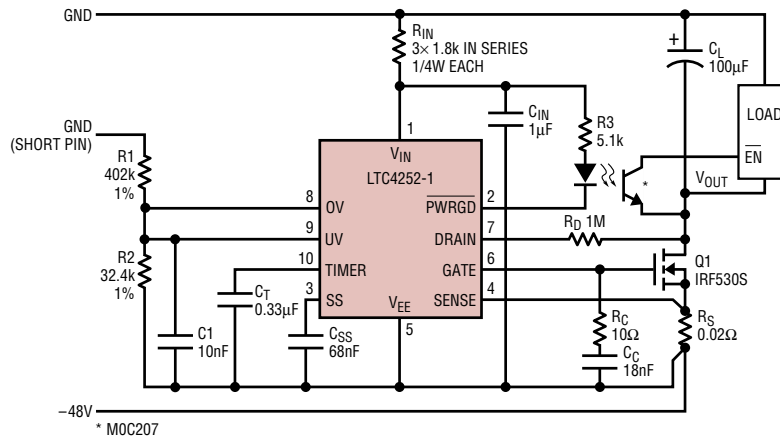 GND
RIN
3× 1.8k IN SERIES
1/4W EACH
+
CL
100µF
GND
(SHORT PIN)
CIN
1µF
R3
5.1k
LOAD
EN
R1
402k
1%
1
VIN
LTC4252-1
*
VOUT
8
OV
PWRGD
2
RD 1M
9
UV
DRAIN
7
R2
32.4k
1%
10
TIMER
GATE
6
Q1
IRF530S
CT
0.33µF
3
SS
VEE
SENSE
4
5
C1
10nF
CSS
68nF
RC
10Ω
CC
18nF
RS
0.02Ω
−48V
* M0C207